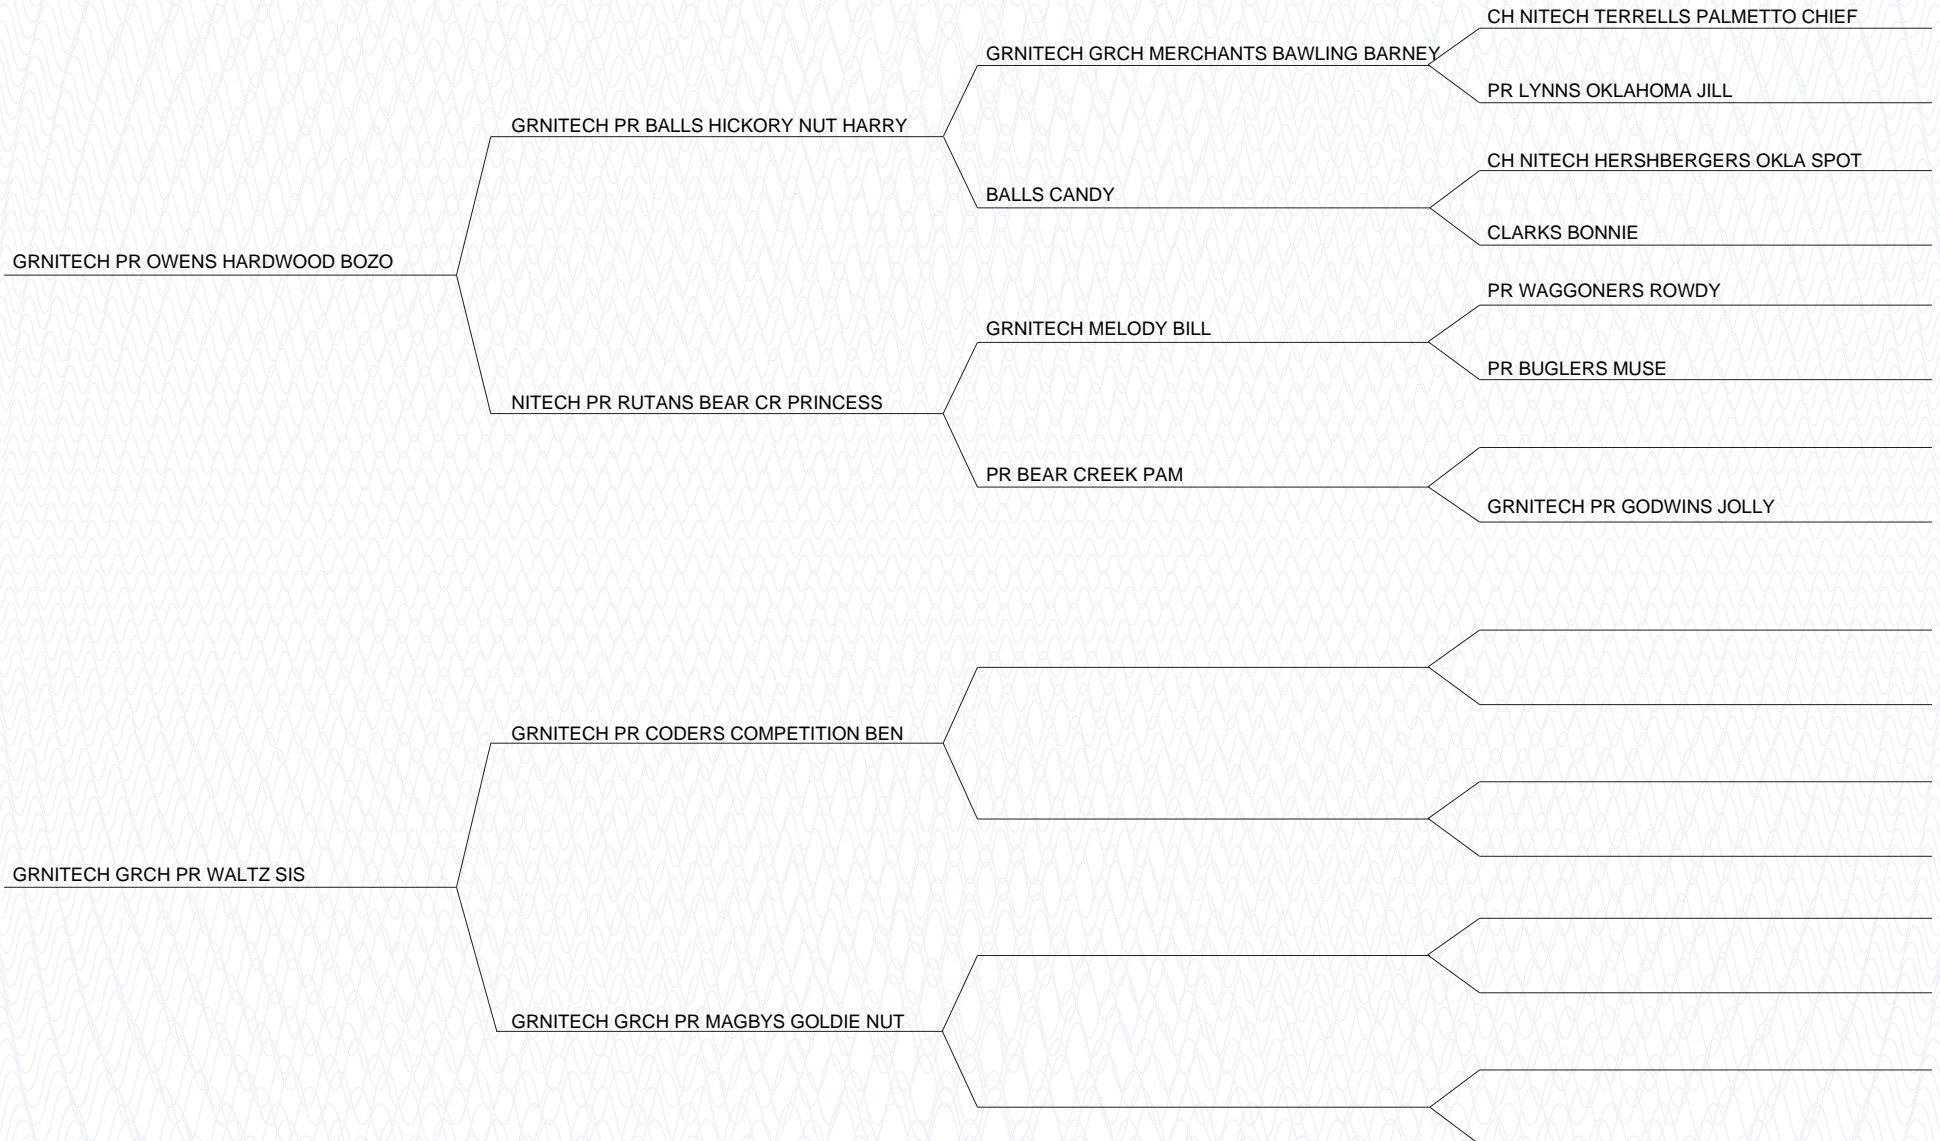 CH NITECH TERRELLS PALMETTO CHIEF
GRNITECH GRCH MERCHANTS BAWLING BARNEY
PR LYNNS OKLAHOMA JILL
GRNITECH PR BALLS HICKORY NUT HARRY
CH NITECH HERSHBERGERS OKLA SPOT
BALLS CANDY
CLARKS BONNIE
GRNITECH PR OWENS HARDWOOD BOZO
PR WAGGONERS ROWDY
GRNITECH MELODY BILL
PR BUGLERS MUSE
NITECH PR RUTANS BEAR CR PRINCESS
PR BEAR CREEK PAM
GRNITECH PR GODWINS JOLLY
GRNITECH PR CODERS COMPETITION BEN
GRNITECH GRCH PR WALTZ SIS
GRNITECH GRCH PR MAGBYS GOLDIE NUT